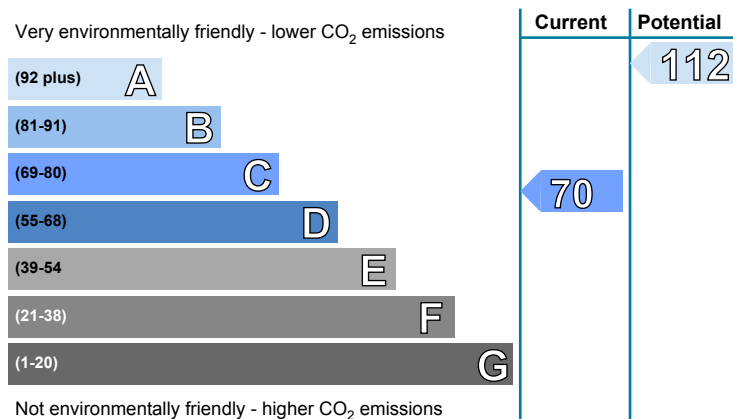 Current Potential
Very environmentally friendly - lower CO₂ emissions
112
(92 plus) A
(81-91) B
(69-80) C
70
(55-68) D
(39-54 E
(21-38) F
(1-20) G
Not environmentally friendly - higher CO₂ emissions